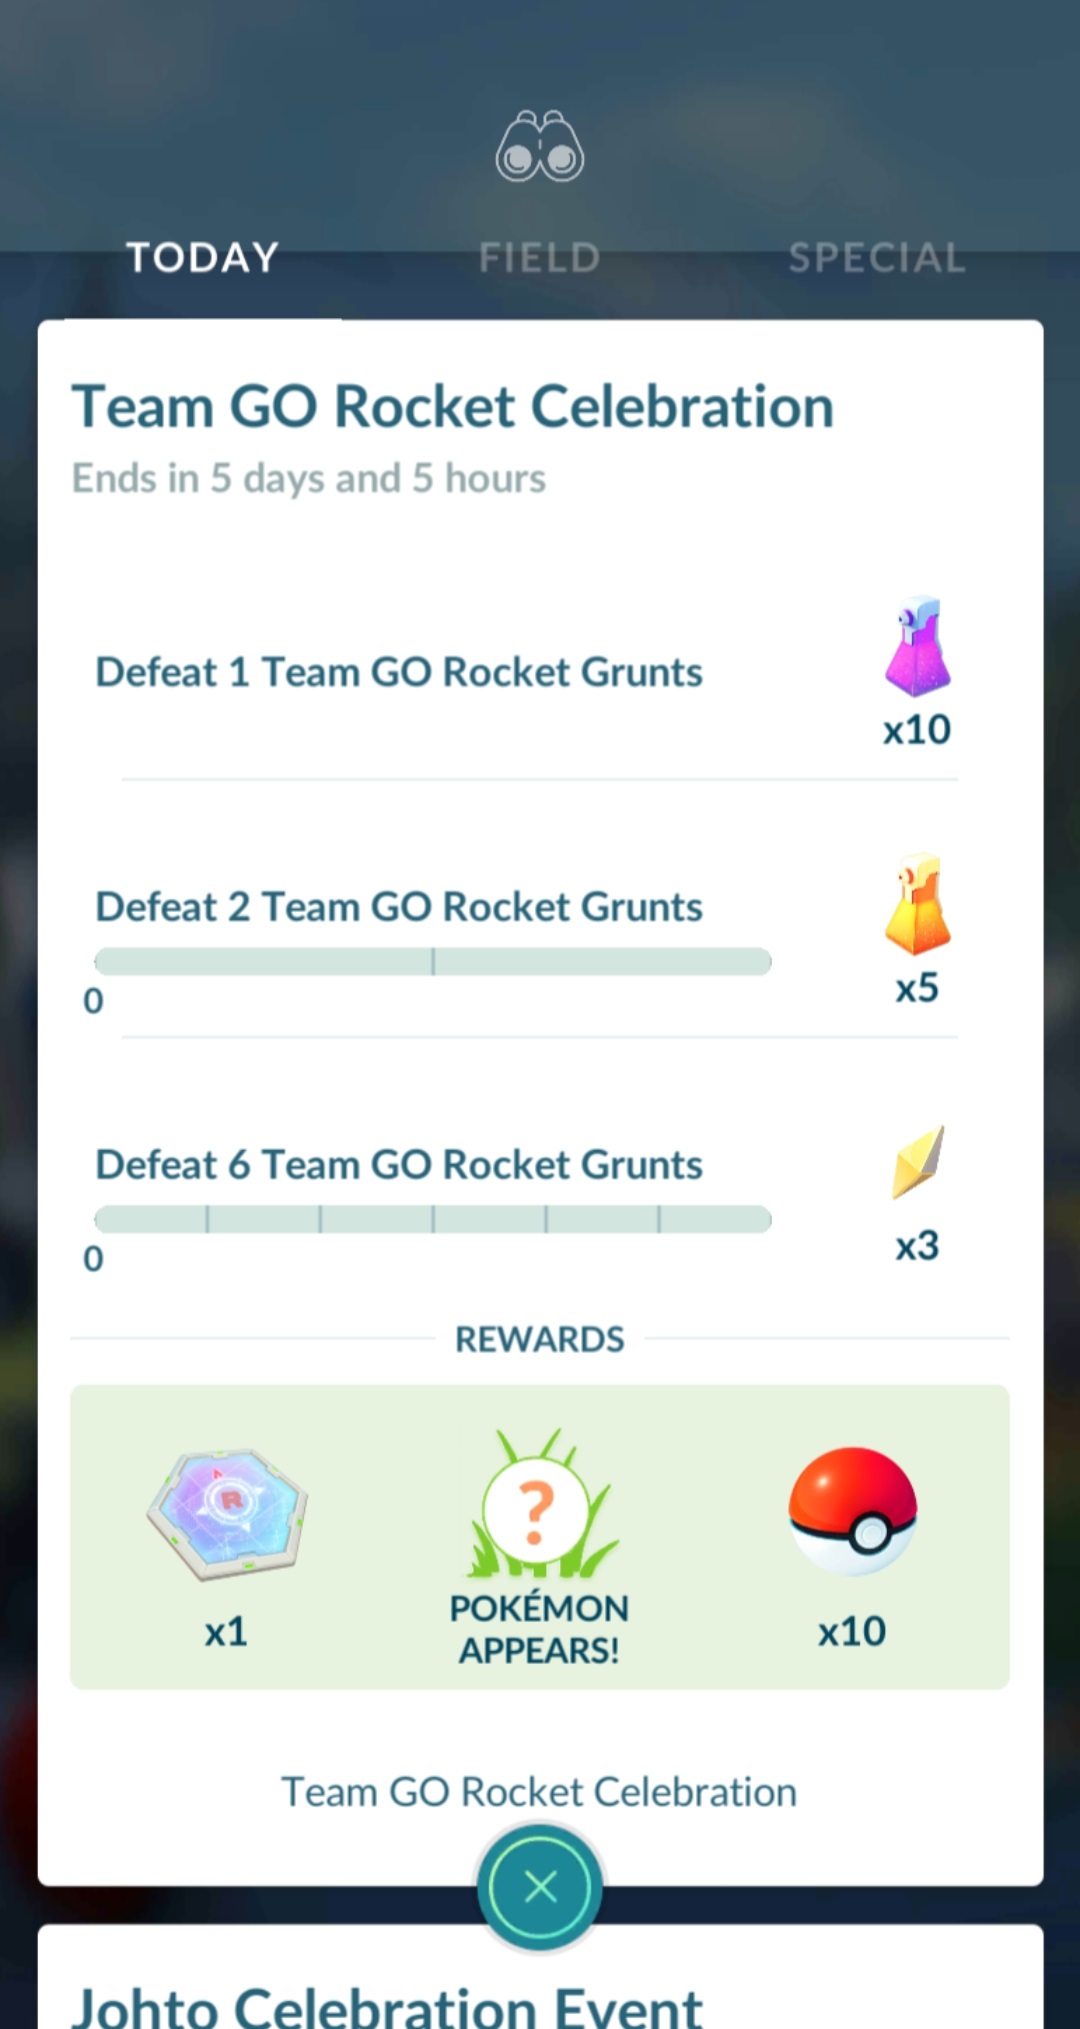 TODAY FIELD SPECIAL
Team GO Rocket Celebration
Ends in 5 days and 5 hours
Defeat 1 Team GO Rocket Grunts
x10
Defeat 2 Team GO Rocket Grunts
0
x5
Defeat 6 Team GO Rocket Grunts
0
x3
REWARDS
R
x1
?
POKÉMON
APPEARS!
x10
Team GO Rocket Celebration
Johto Celebration Event